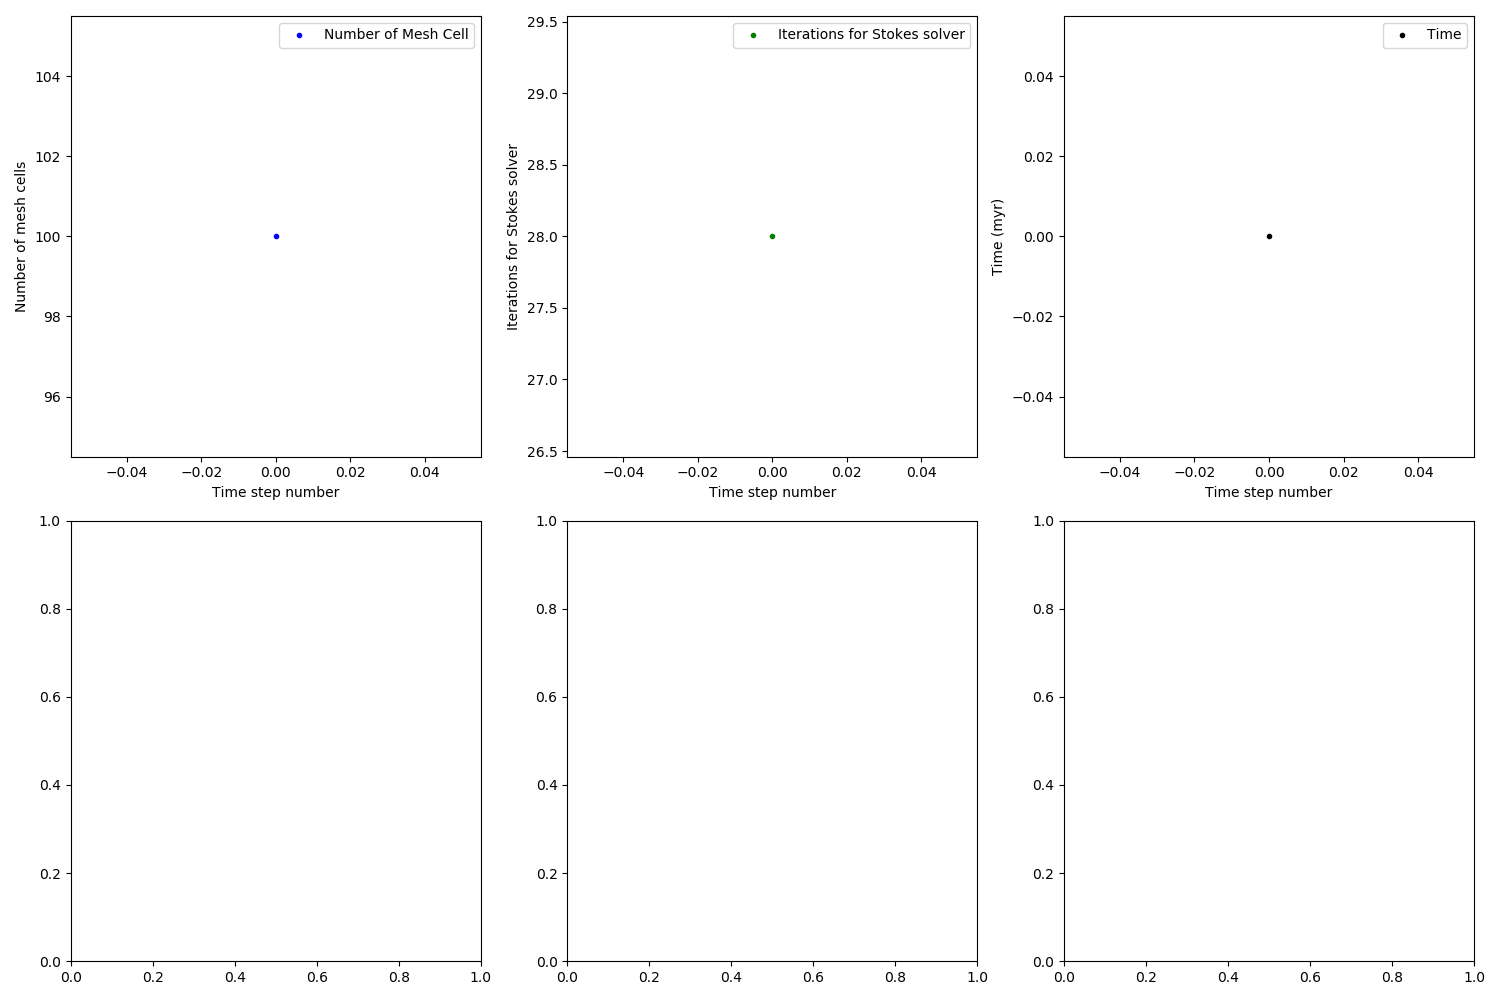 Number of Mesh Cell
104
102
100
98
96
Number of mesh cells
−0.04 −0.02 0.00 0.02 0.04
Time step number
Iterations for Stokes solver
29.5
29.0
28.5
28.0
27.5
27.0
26.5
Iterations for Stokes solver
−0.04 −0.02 0.00 0.02 0.04
Time step number
Time
0.04
0.02
0.00
−0.02
−0.04
Time (myr)
−0.04 −0.02 0.00 0.02 0.04
Time step number
1.0
0.8
0.6
0.4
0.2
0.0
0.0 0.2 0.4 0.6 0.8 1.0
1.0
0.8
0.6
0.4
0.2
0.0
0.0 0.2 0.4 0.6 0.8 1.0
1.0
0.8
0.6
0.4
0.2
0.0
0.0 0.2 0.4 0.6 0.8 1.0